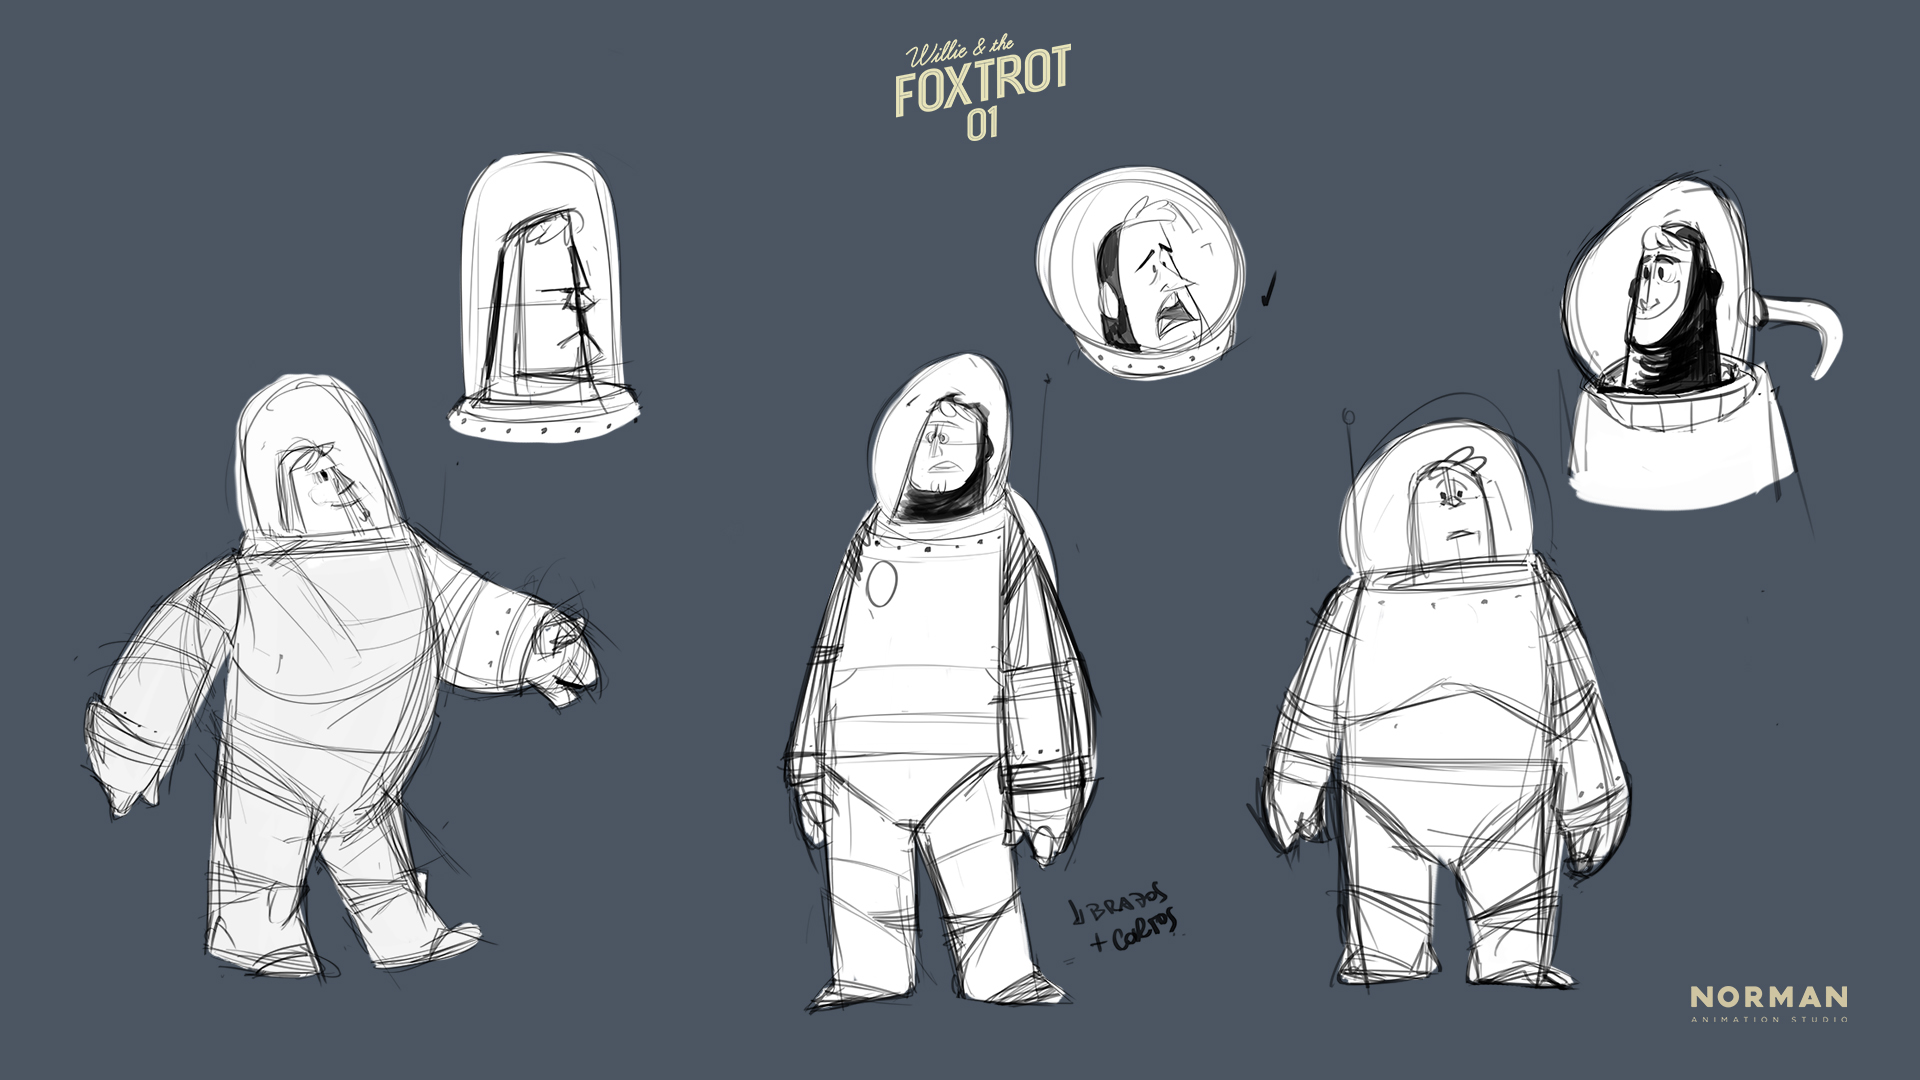 Willie & the
FOXTROT
01
BRAZOS
+ CORTOS
NORMAN
ANIMATION STUDIO